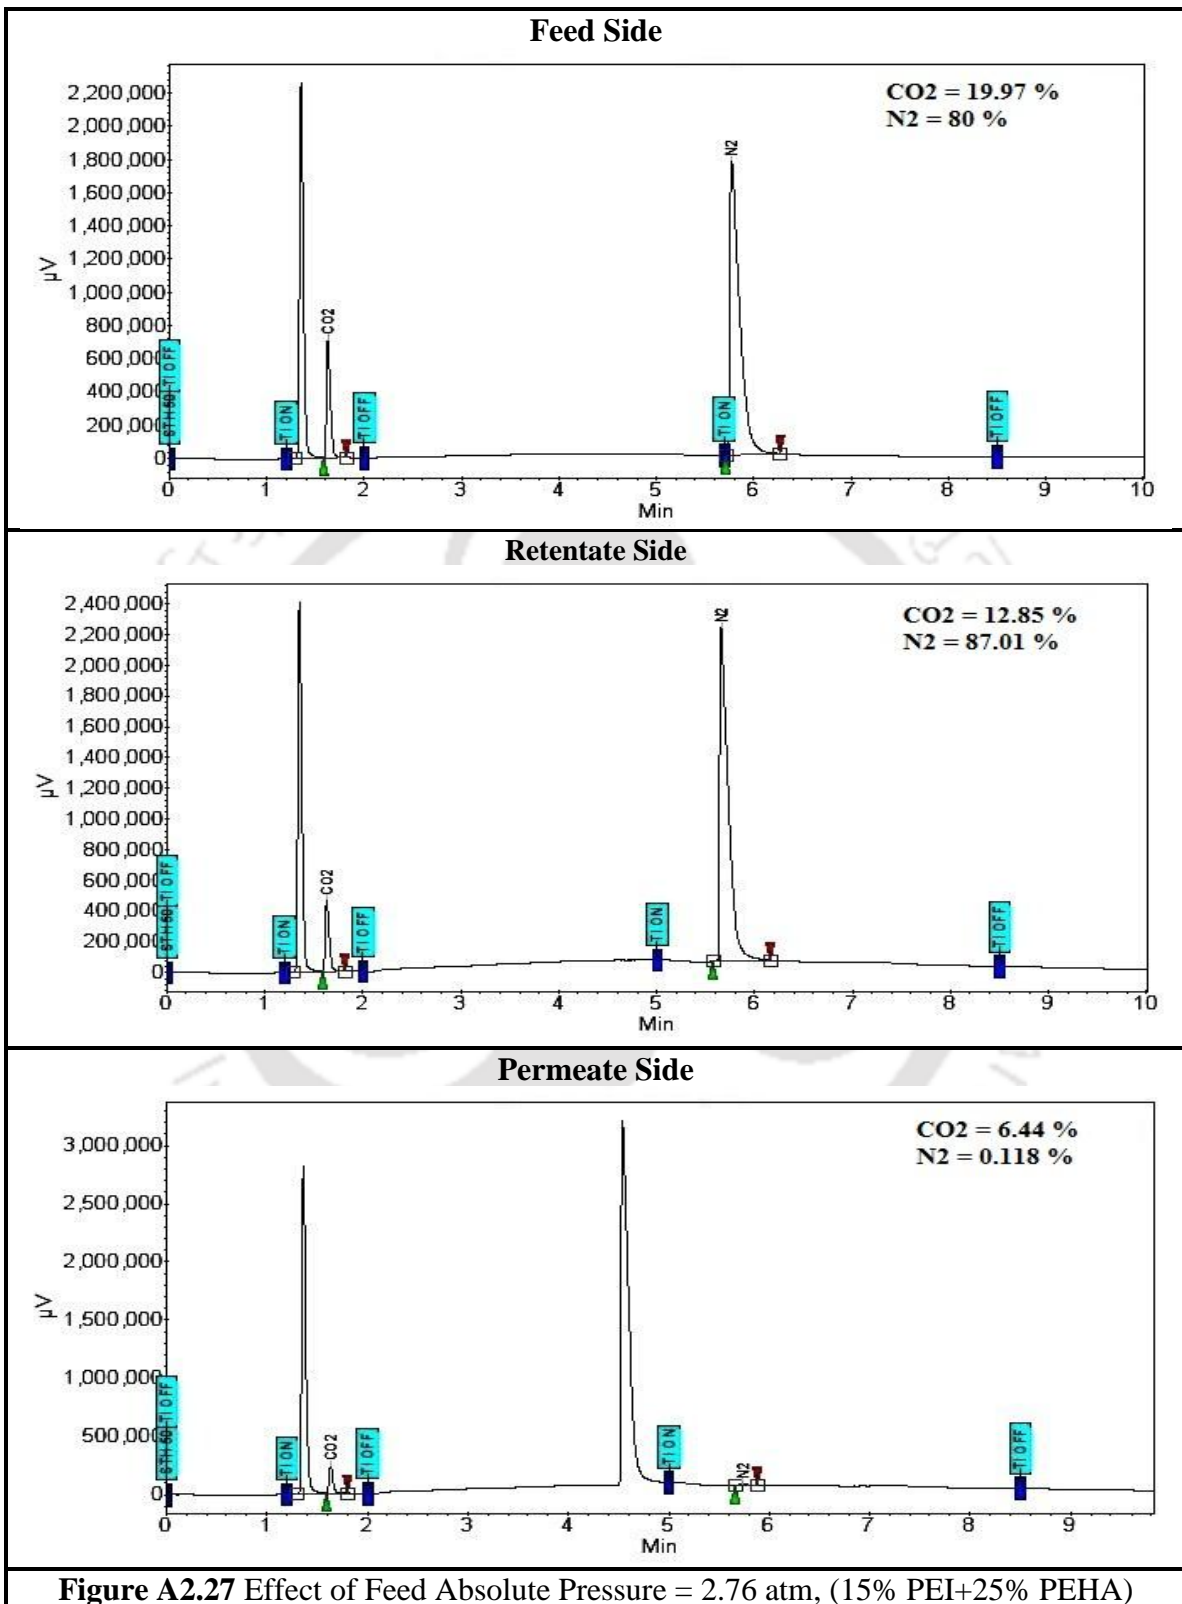 Feed Side
CO2 = 19.97 %
N2 = 80 %
2,200,000
2,000,000
1,800,000
1,600,000
1,400,000
1,200,000
1,000,000
800,000
600,000
400,000
200,000
0
µV
TI OFF
TI ON
CO2
TI OFF
N2
TI ON
TI OFF
0 1 2 3 4 5 6 7 8 9 10
Min
Retentate Side
CO2 = 12.85 %
N2 = 87.01 %
2,400,000
2,200,000
2,000,000
1,800,000
1,600,000
1,400,000
1,200,000
1,000,000
800,000
600,000
400,000
200,000
0
µV
TI OFF
TI ON
CO2
TI OFF
TI ON
N2
TI OFF
0 1 2 3 4 5 6 7 8 9 10
Min
Permeate Side
CO2 = 6.44 %
N2 = 0.118 %
3,000,000
2,500,000
2,000,000
1,500,000
1,000,000
500,000
0
µV
TI OFF
TI ON
CO2
TI OFF
TI ON
N2
TI OFF
0 1 2 3 4 5 6 7 8 9
Min
Figure A2.27 Effect of Feed Absolute Pressure = 2.76 atm, (15% PEI+25% PEHA)